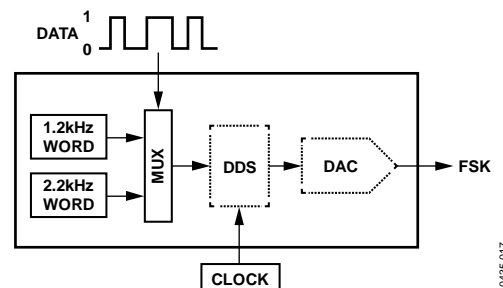 DATA
1
0
1.2kHz
WORD
2.2kHz
WORD
MUX
DDS
DAC
FSK
CLOCK